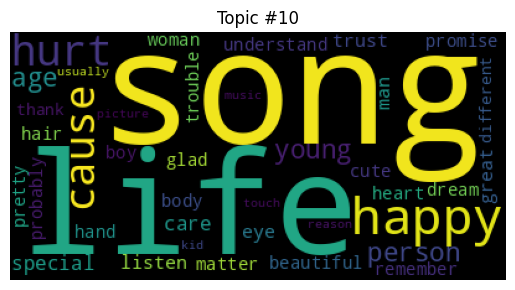 Topic #10
hurt
woman
understand
trust
promise
age
usually
trouble
song
man
different
thank
cause
picture
music
hair
boy
glad
young
cute
great
pretty
probably
life
body
heart
dream
care
eye
happy
hand
touch
reason
special
listen
kid
matter
beautiful
person
remember